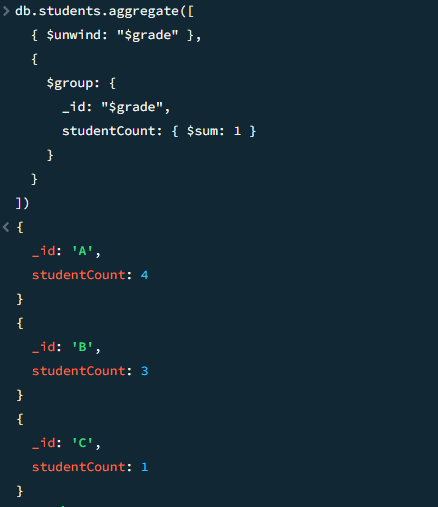 db.students.aggregate([
{ $unwind: "$grade" },
{
$group: {
_id: "$grade",
studentCount: { $sum: 1 }
}
}
])
{
_id: 'A',
studentCount: 4
}
{
_id: 'B',
studentCount: 3
}
{
_id: 'C',
studentCount: 1
}